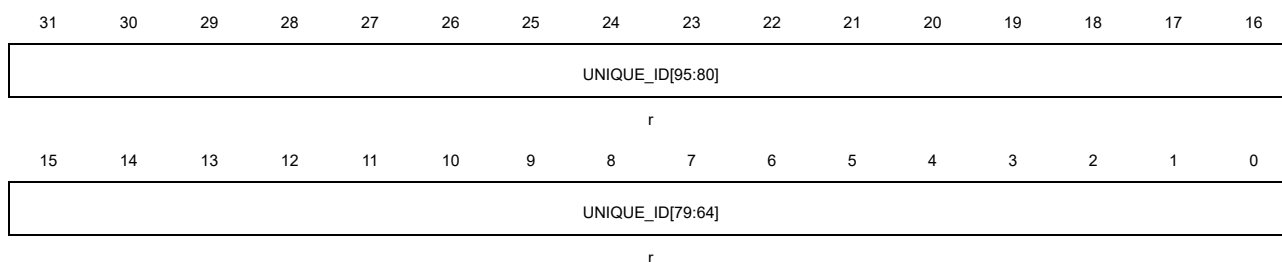 31 30 29 28 27 26 25 24 23 22 21 20 19 18 17 16
UNIQUE_ID[95:80]
r
15 14 13 12 11 10 9 8 7 6 5 4 3 2 1 0
UNIQUE_ID[79:64]
r